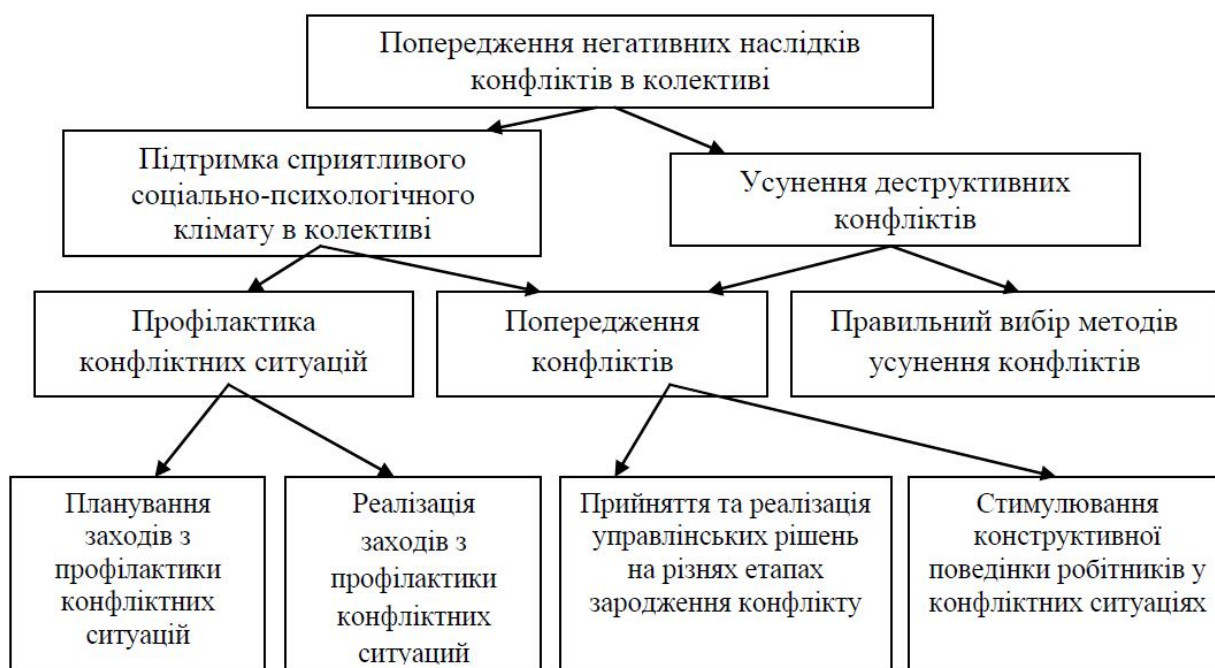 Попередження негативних наслідків
конфліктів в колективі
Підтримка сприятливого
соціально-психологічного
клімату в колективі
Усунення деструктивних
конфліктів
Профілактика
конфліктних ситуацій
Попередження
конфліктів
Правильний вибір методів
усунення конфліктів
Планування
заходів з
профілактики
конфліктних
ситуацій
Реалізація
заходів з
профілактики
конфліктних
ситуаций
Прийняття та реалізація
управлінських рішень
на різнях етапах
зародження конфлікту
Стимулювання
конструктивної
поведінки робітників у
конфліктних ситуаціях